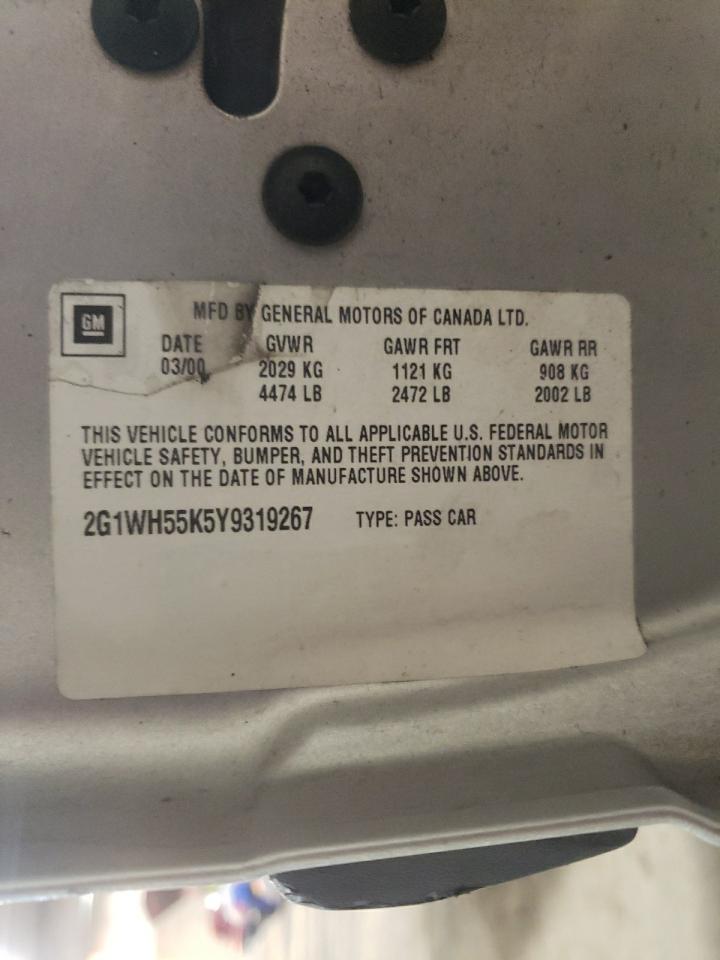 GM
MFD BY GENERAL MOTORS OF CANADA LTD.
DATE GVWR GAWR FRT GAWR RR
03/00 2029 KG 1121 KG 908 KG
4474 LB 2472 LB 2002 LB
THIS VEHICLE CONFORMS TO ALL APPLICABLE U.S. FEDERAL MOTOR
VEHICLE SAFETY, BUMPER, AND THEFT PREVENTION STANDARDS IN
EFFECT ON THE DATE OF MANUFACTURE SHOWN ABOVE.
2G1WH55K5Y9319267 TYPE: PASS CAR